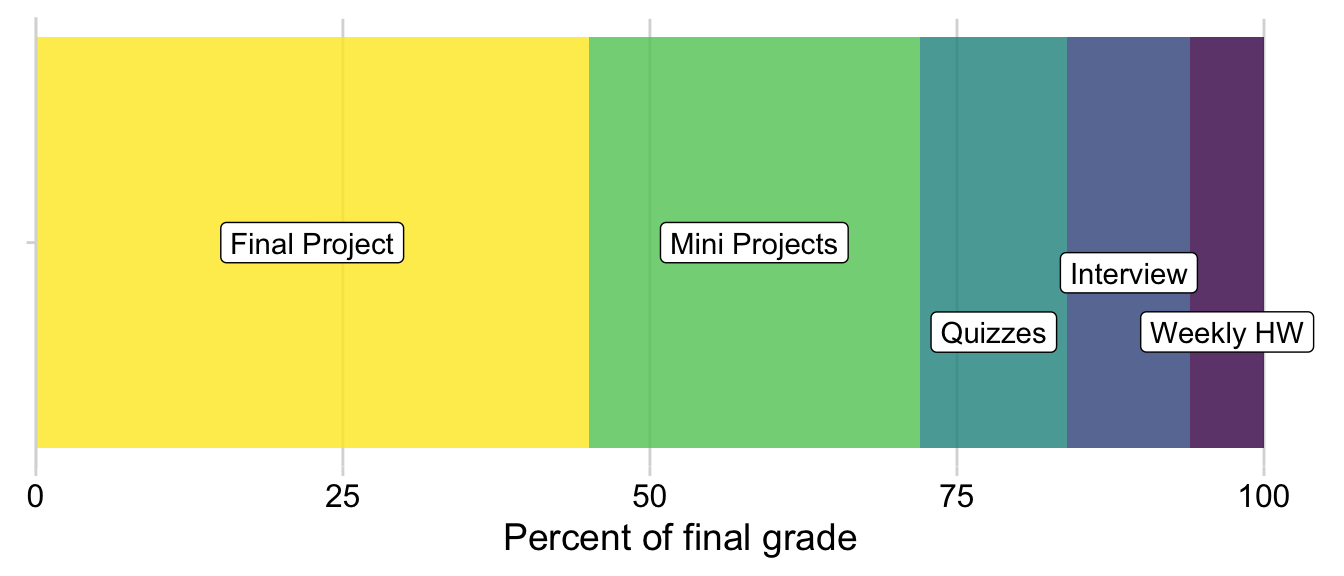 Final Project
Mini Projects
Interview
Quizzes
Weekly HW
0
25
50
75
100
Percent of final grade